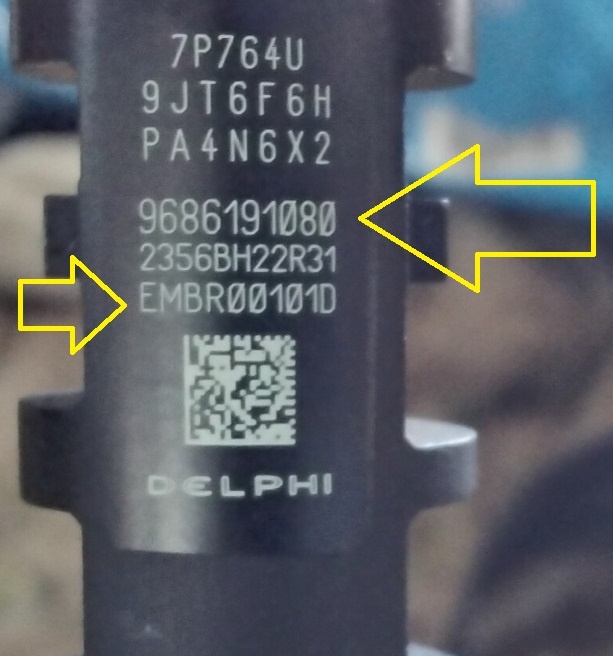 7P764U
9JT6F6H
PA4N6X2
9686191080
2356BH22R31
EMBR00101D
DELPHI